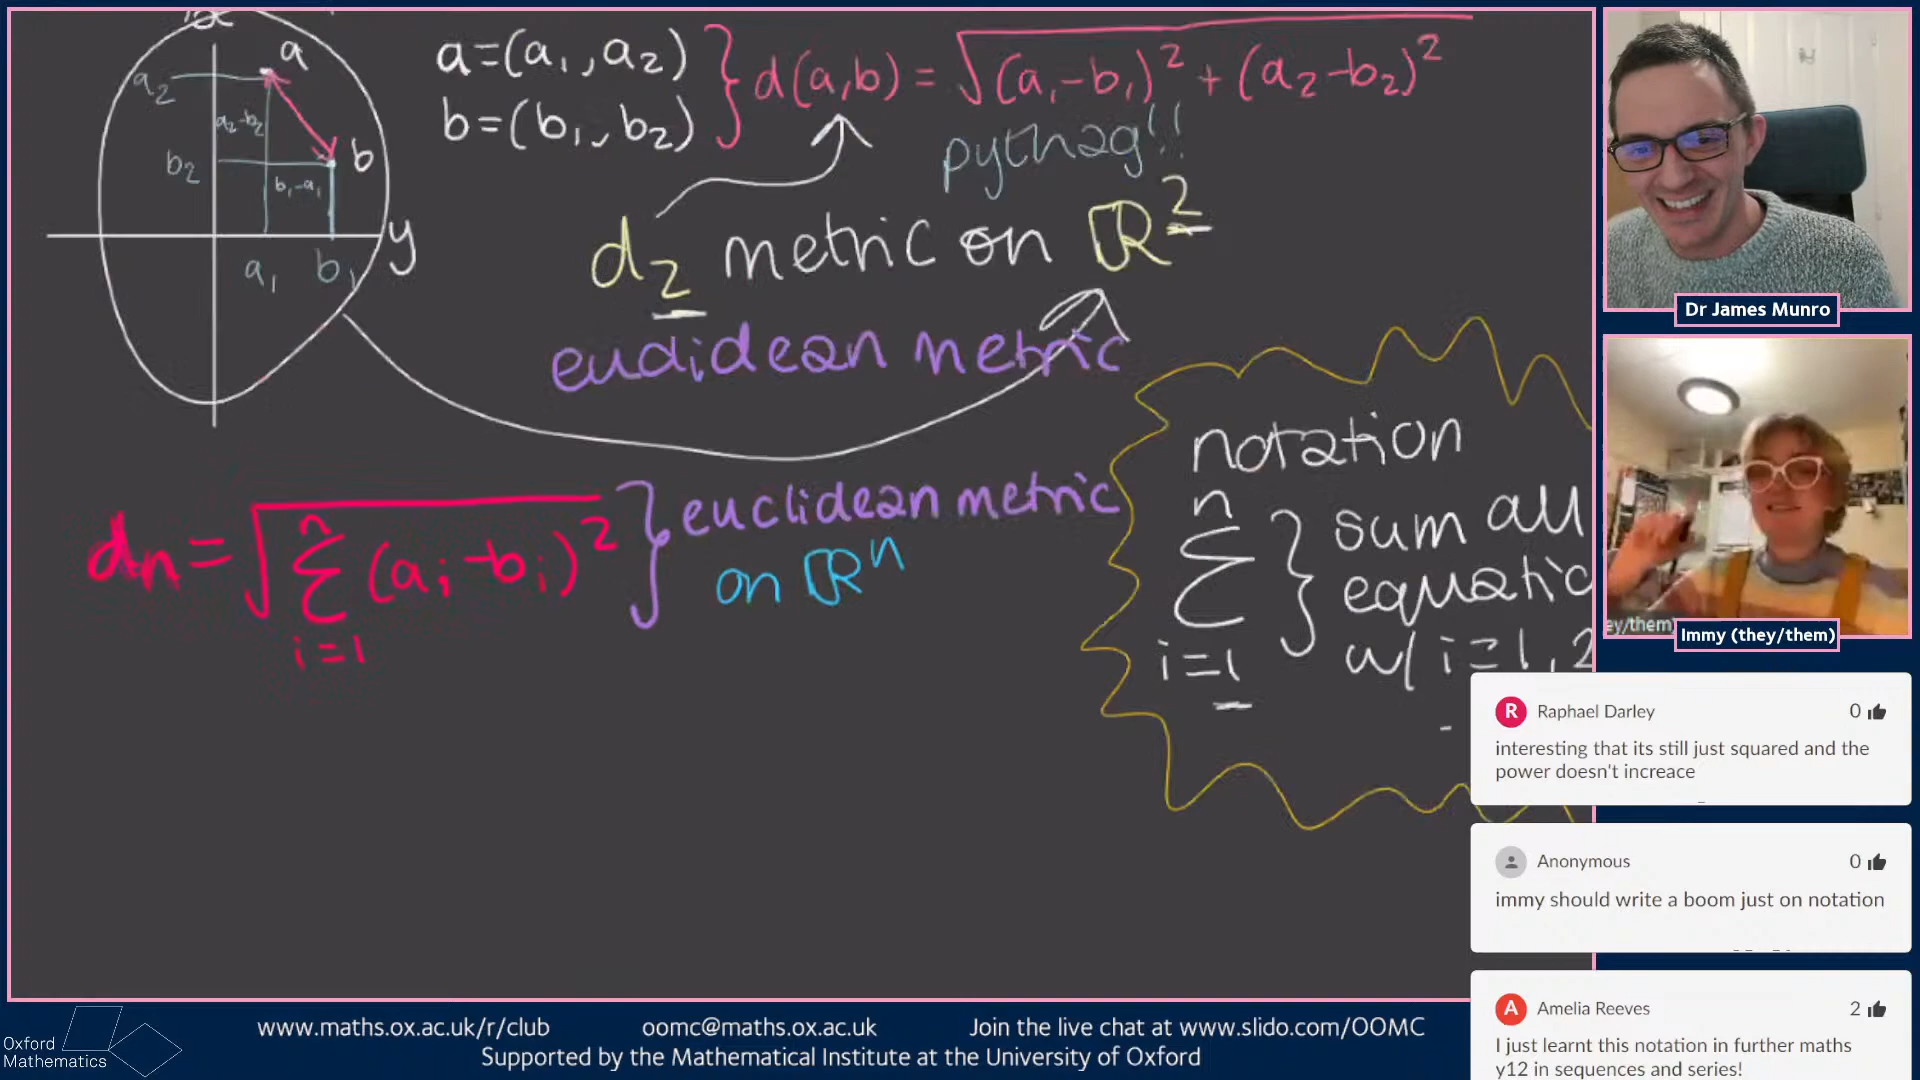 x
a
a₂
a₂-b₂
b₂
b₁-a₁
b
y
a₁ b₁
a=(a₁,a₂)
b=(b₁,b₂)
} d(a,b) = √(a₁-b₁)² + (a₂-b₂)²
pythag!!
d₂ metric on ℝ²
euclidean metric
dn = √ n Σ i=1 (aᵢ-bᵢ)² } euclidean metric
on ℝⁿ
notation
n Σ i=1 } sum all
w/ i=1, 2
Dr James Munro
ey/them)
Immy (they/them)
R Raphael Darley 0
interesting that its still just squared and the
power doesn't increace
Anonymous 0
immy should write a boom just on notation
A Amelia Reeves 2
I just learnt this notation in further maths
y12 in sequences and series!
Oxford
Mathematics
www.maths.ox.ac.uk/r/club oomc@maths.ox.ac.uk Join the live chat at www.slido.com/OOMC
Supported by the Mathematical Institute at the University of Oxford